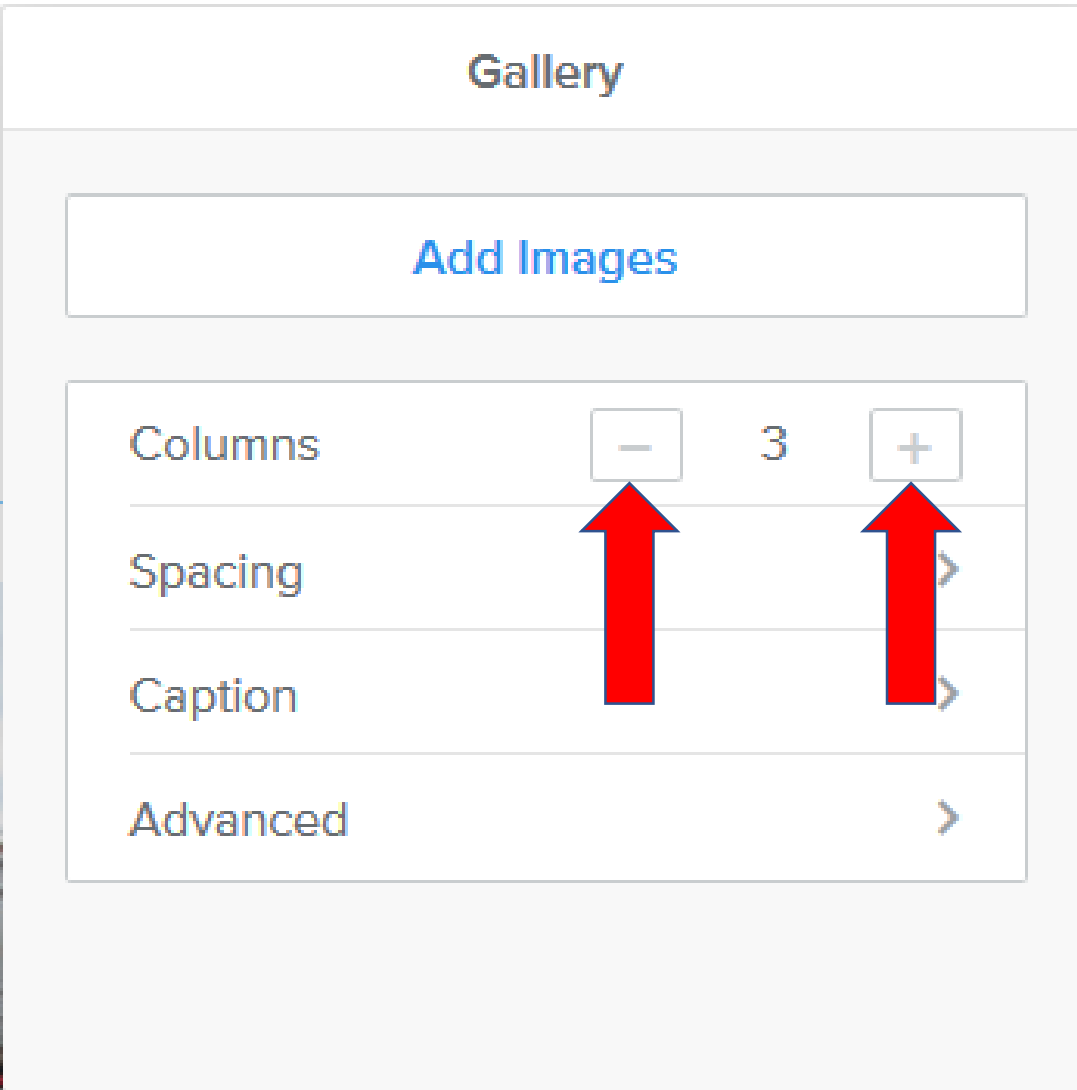 Gallery
Add Images
Columns − 3 +
Spacing
Caption
Advanced